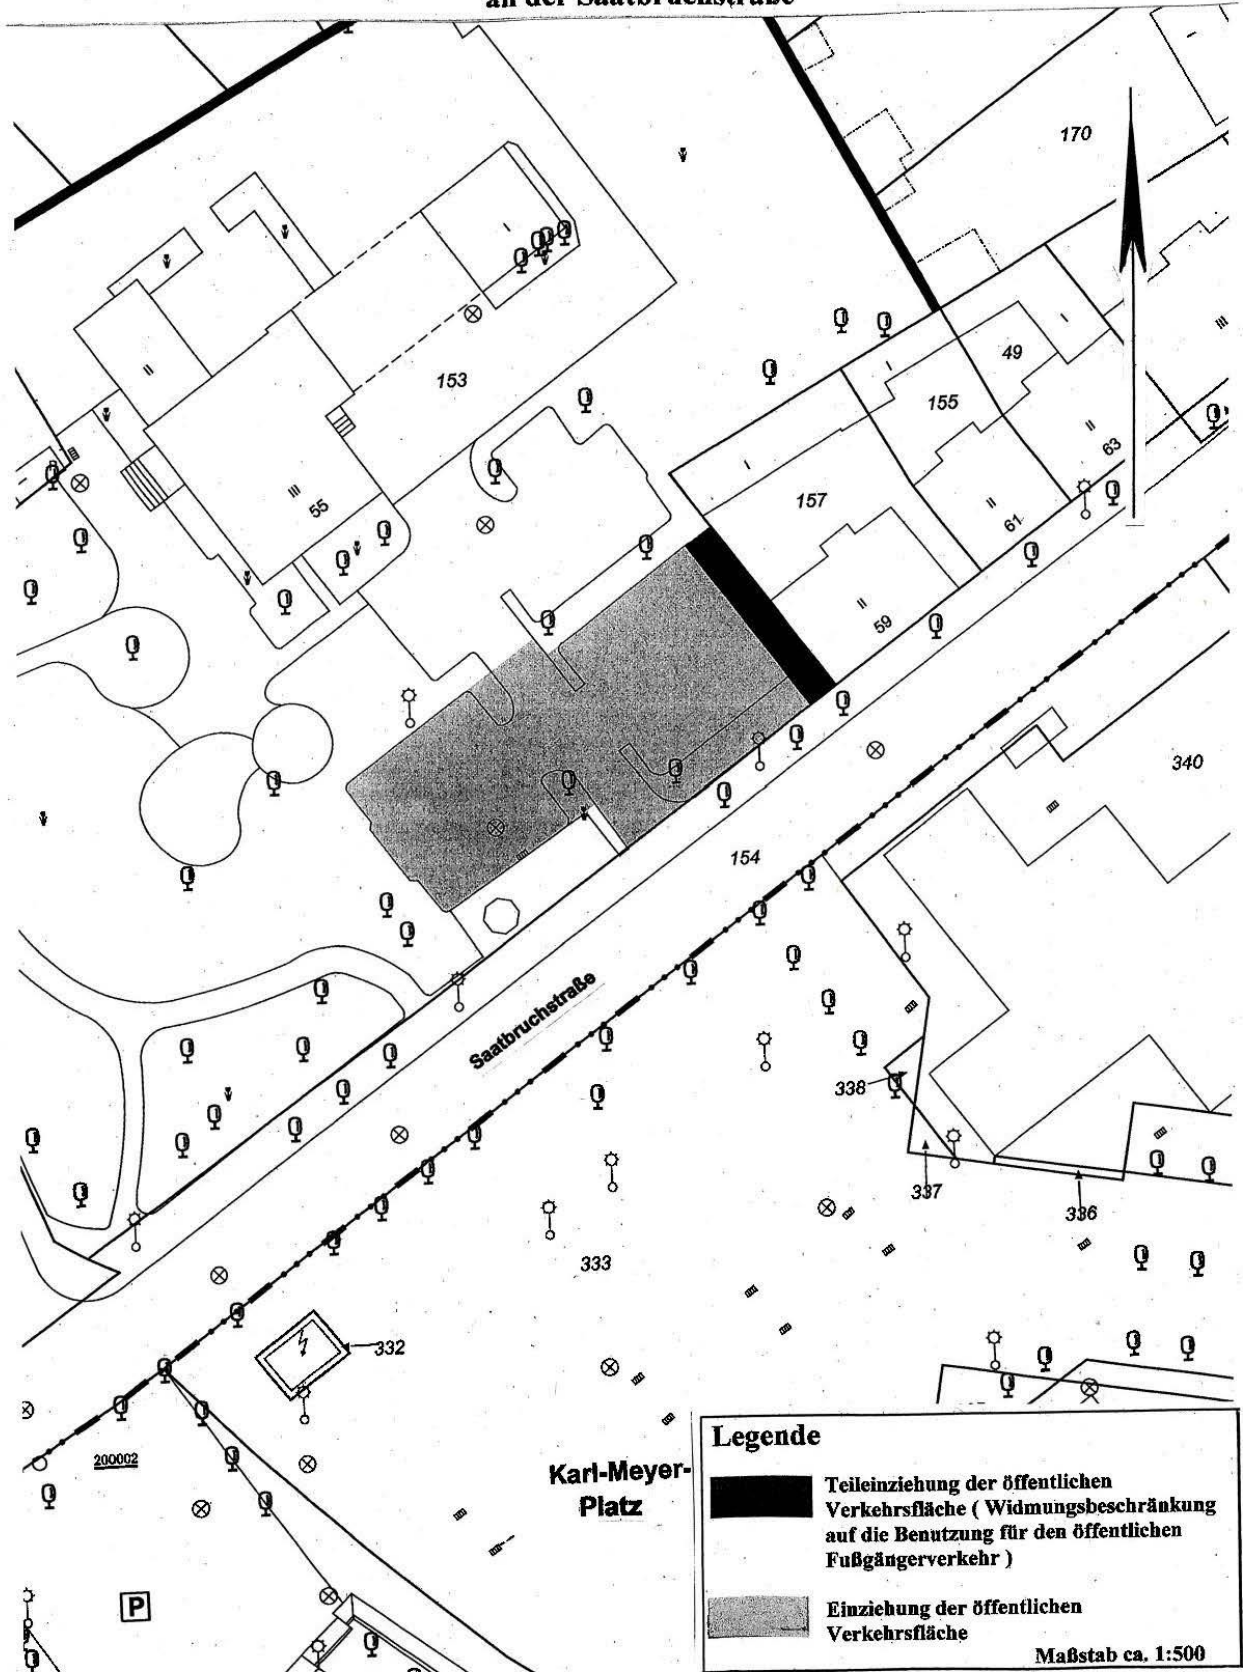 an der Saatbruchstraße
170
49
153
155
63
157
55
61
59
340
154
Saatbruchstraße
338
337
336
333
332
200002
Karl-Meyer-
Platz
P
Legende
Teileinziehung der öffentlichen
Verkehrsfläche ( Widmungsbeschränkung
auf die Benutzung für den öffentlichen
Fußgängerverkehr )
Einziehung der öffentlichen
Verkehrsfläche
Maßstab ca. 1:500